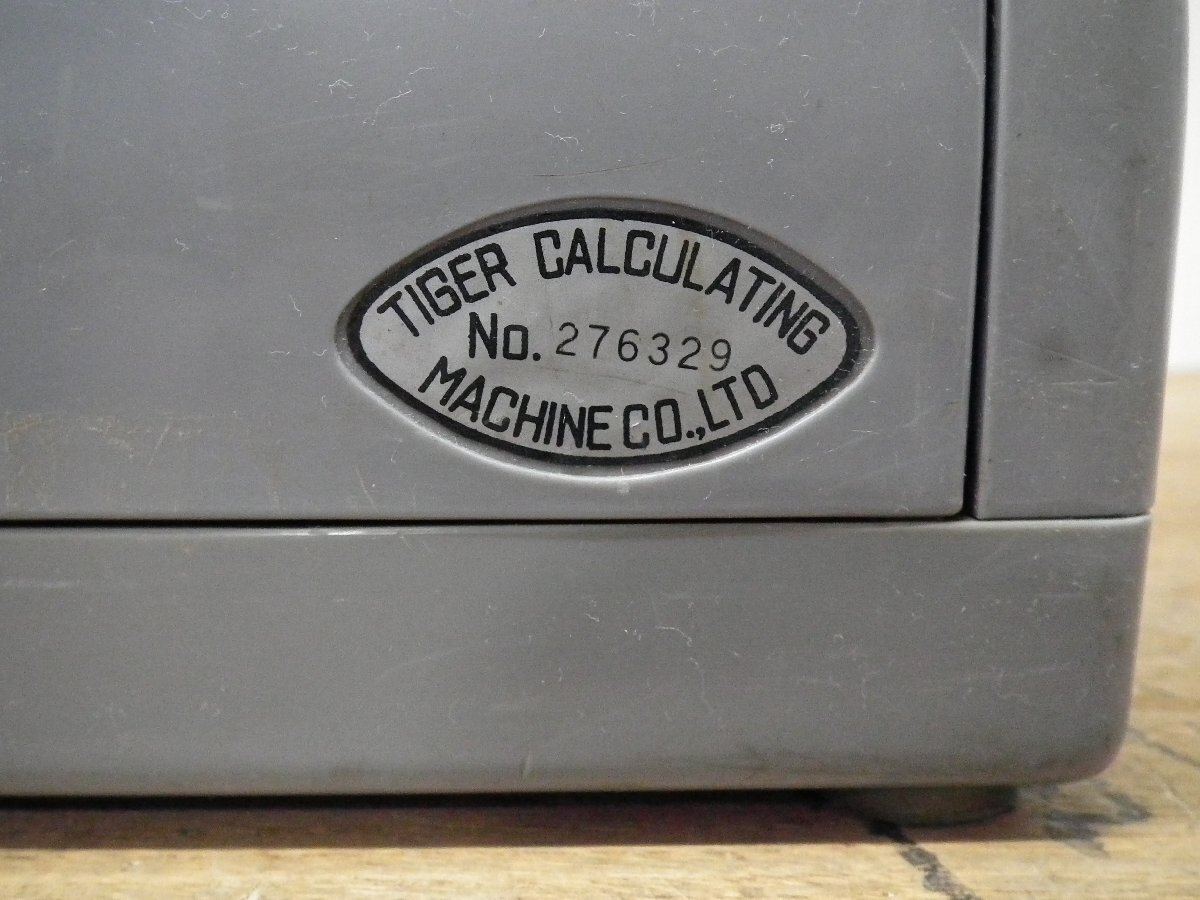 TIGER CALCULATING
No. 276329
MACHINE CO.,LTD